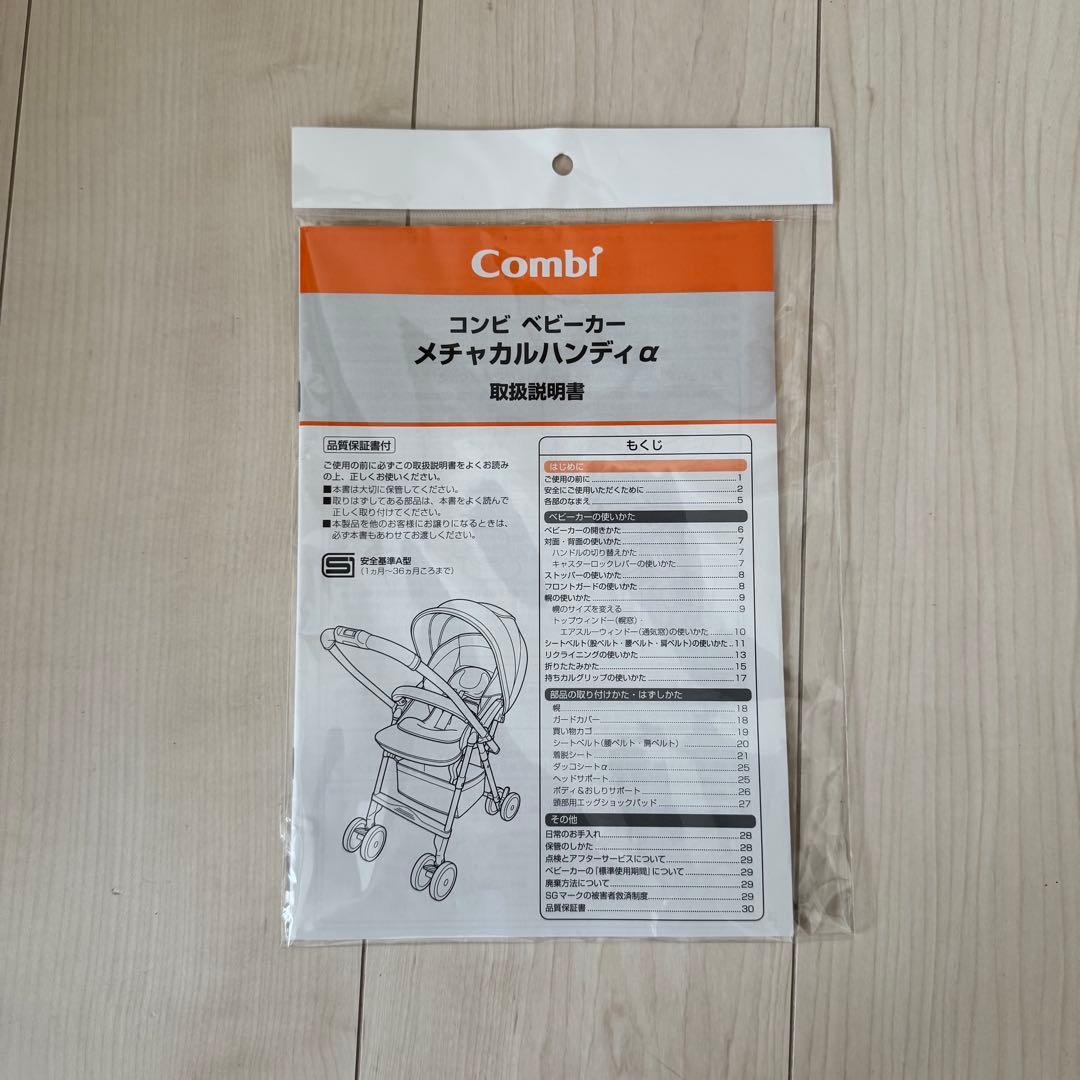 Combi
コンビ ベビーカー
メチャカルハンディα
取扱説明書
品質保証書付
ご使用の前に必ずこの取扱説明書をよくお読み
の上、正しくお使いください。
■本書は大切に保管してください。
■取りはずしてある部品は、本書をよく読んで
正しく取り付けてください。
■本製品を他のお客様にお譲りになるときは、
必ず本書もあわせてお渡しください。
安全基準A型
(1ヵ月〜36ヵ月ころまで)
もくじ
はじめに
ご使用の前に 1
安全にご使用いただくために 2
各部のなまえ 5
ベビーカーの使いかた
ベビーカーの開きかた 6
対面・背面の使いかた 7
ハンドルの切り替えかた 7
キャスターロックレバーの使いかた 7
ストッパーの使いかた 8
フロントガードの使いかた 8
幌の使いかた 9
幌のサイズを変える 9
トップウィンドー(幌窓)・
エアスルーウィンドー(通気窓)の使いかた 10
シートベルト(股ベルト・腰ベルト・肩ベルト)の使いかた 11
リクライニングの使いかた 13
折りたたみかた 15
持ちカルグリップの使いかた 17
部品の取り付けかた・はずしかた
幌 18
ガードカバー 18
買い物カゴ 19
シートベルト(腰ベルト・肩ベルト) 20
着脱シート 21
ダッコシートα 25
ヘッドサポート 25
ボディ&おしりサポート 26
頭部用エッグショックパッド 27
その他
日常のお手入れ 28
保管のしかた 28
点検とアフターサービスについて 29
ベビーカーの「標準使用期間」について 29
廃棄方法について 29
SGマークの被害者救済制度 29
品質保証書 30